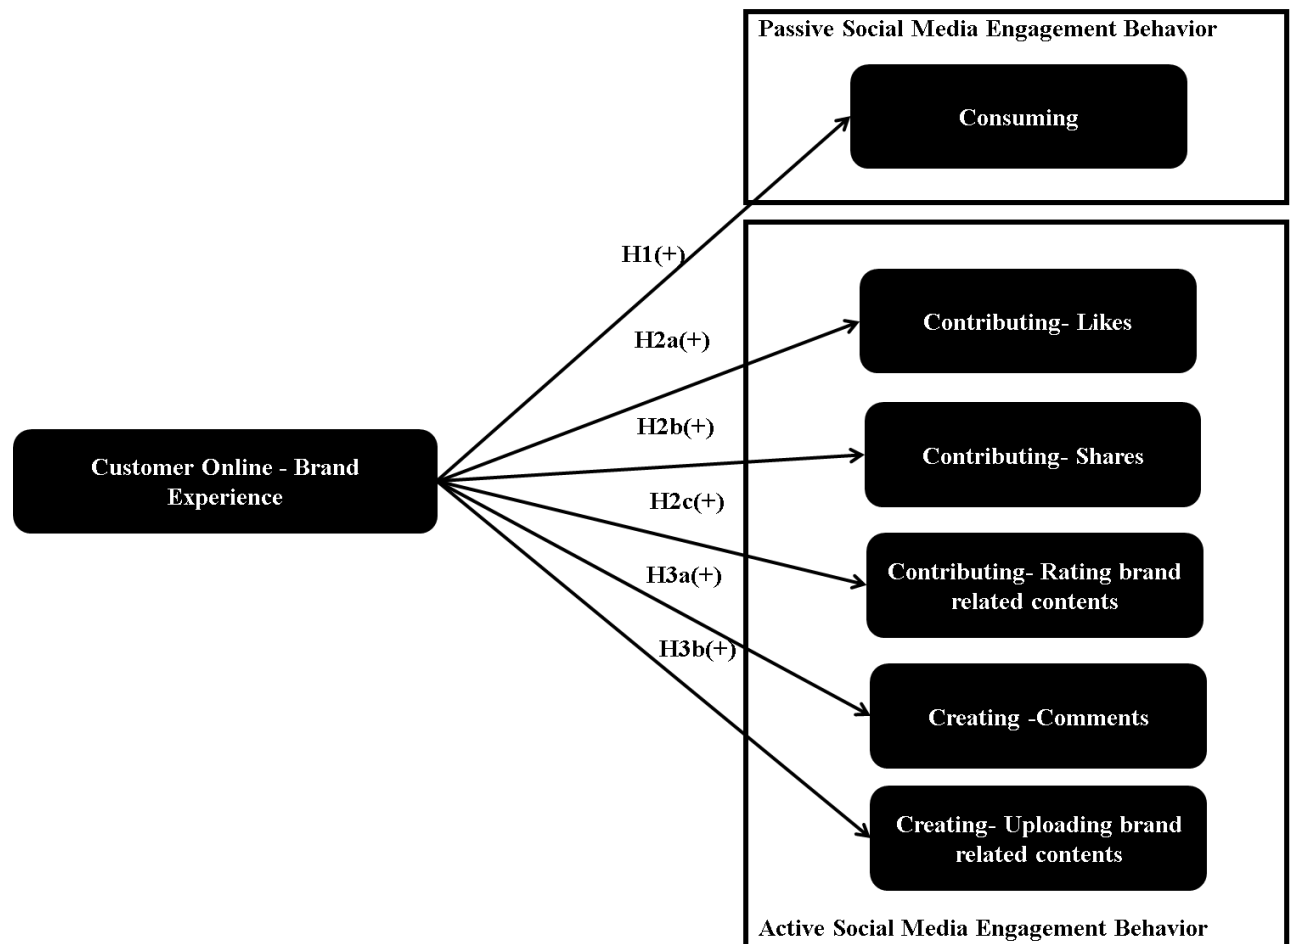 Passive Social Media Engagement Behavior
Consuming
H1(+)
Contributing- Likes
H2a(+)
H2b(+)
Contributing- Shares
Customer Online - Brand
Experience
H2c(+)
Contributing- Rating brand
related contents
H3a(+)
H3b(+)
Creating -Comments
Creating- Uploading brand
related contents
Active Social Media Engagement Behavior